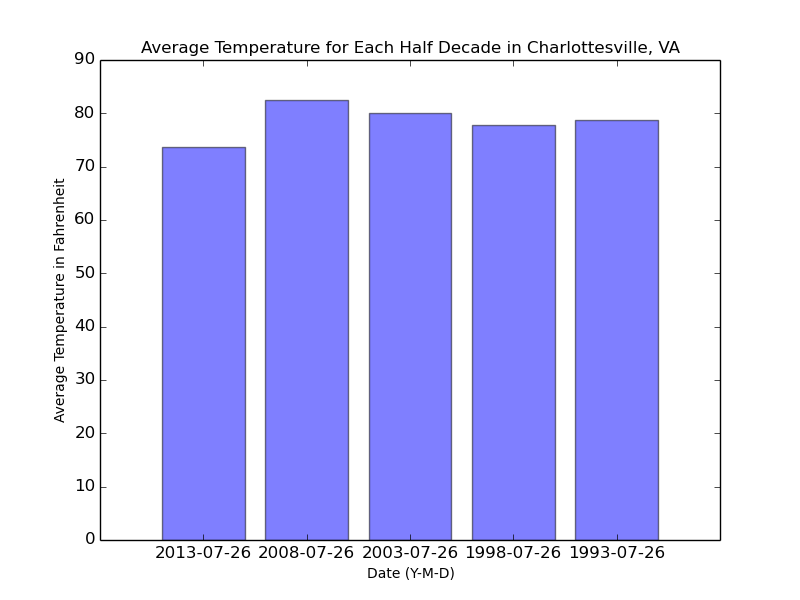 Average Temperature for Each Half Decade in Charlottesville, VA
90
80
70
60
50
40
30
20
10
0
Average Temperature in Fahrenheit
2013-07-26 2008-07-26 2003-07-26 1998-07-26 1993-07-26
Date (Y-M-D)